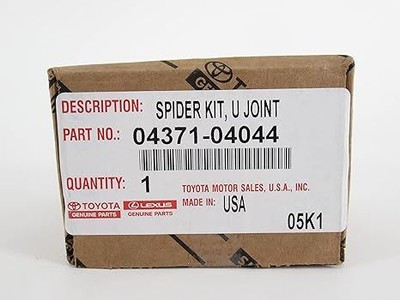 DESCRIPTION: SPIDER KIT, U JOINT
PART NO.: 04371-04044
QUANTITY: 1
TOYOTA MOTOR SALES, U.S.A., INC.
MADE IN: USA
TOYOTA GENUINE PARTS
LEXUS GENUINE PARTS
05K1